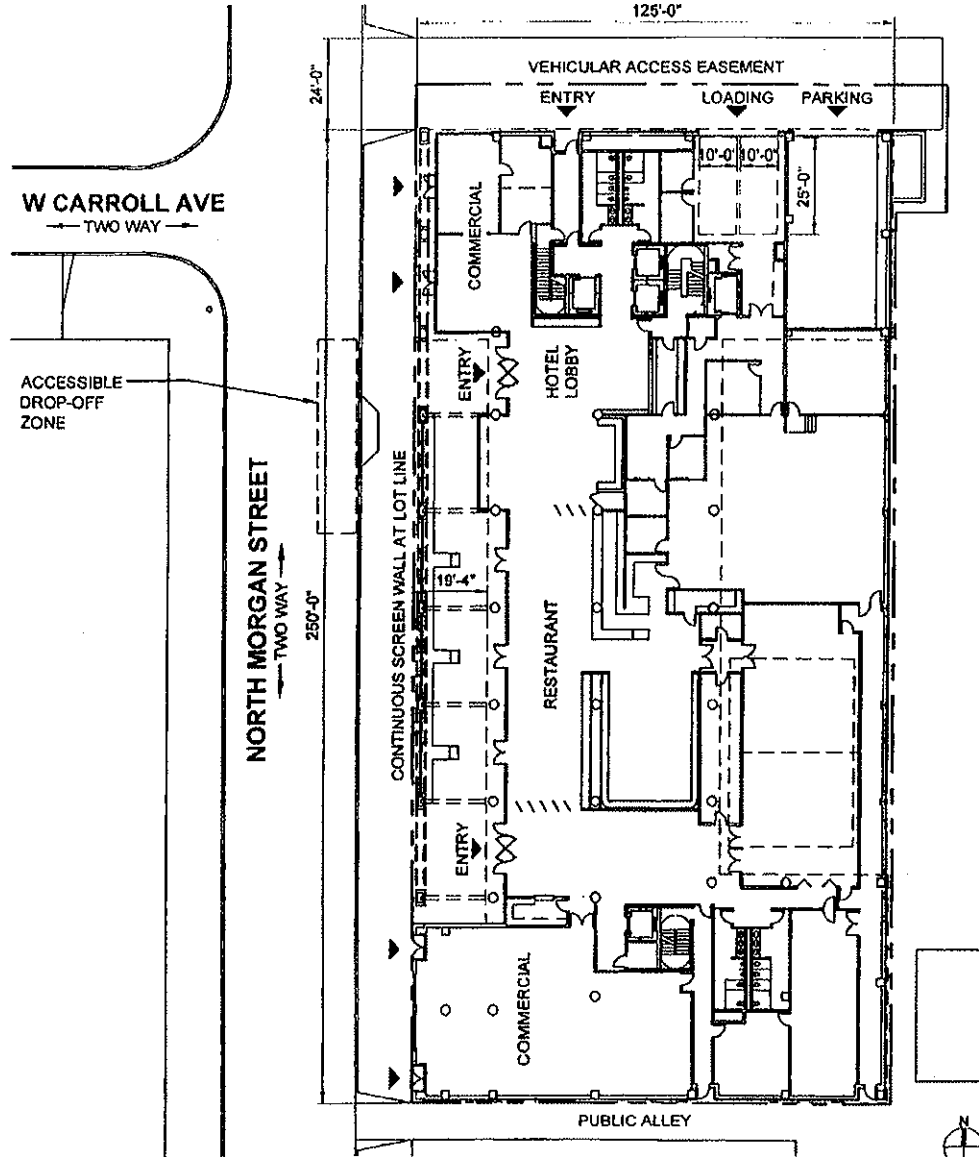 125'-0"
24'-0"
VEHICULAR ACCESS EASEMENT
ENTRY
LOADING
PARKING
10'-0"
10'-0"
25'-0"
W CARROLL AVE
TWO WAY
COMMERCIAL
ACCESSIBLE
DROP-OFF
ZONE
ENTRY
HOTEL
LOBBY
NORTH MORGAN STREET
TWO WAY
250'-0"
CONTINUOUS SCREEN WALL AT LOT LINE
19'-4"
RESTAURANT
ENTRY
COMMERCIAL
PUBLIC ALLEY
N